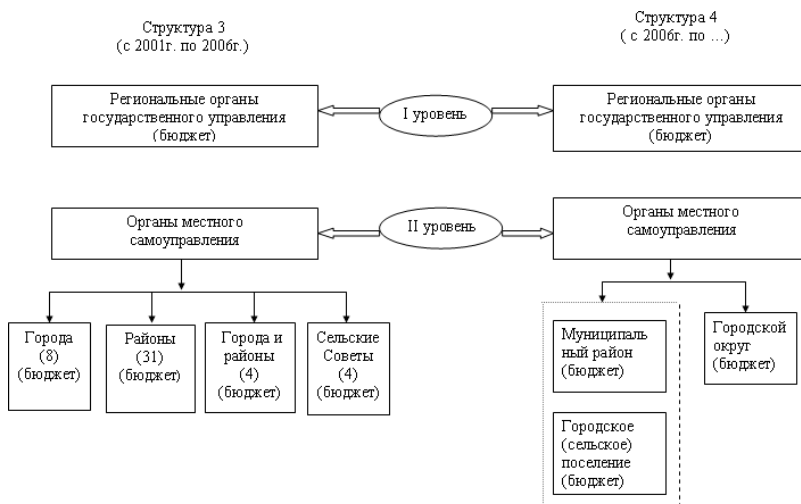 Структура 3
(с 2001г. по 2006г.)
Структура 4
( с 2006г. по ...)
Региональные органы
государственного управления
(бюджет)
I уровень
Региональные органы
государственного управления
(бюджет)
Органы местного
самоуправления
II уровень
Органы местного
самоуправления
Города
(8)
(бюджет)
Районы
(31)
(бюджет)
Города и
районы
(4)
(бюджет)
Сельские
Советы
(4)
(бюджет)
Муниципаль
ный район
(бюджет)
Городской
округ
(бюджет)
Городское
(сельское)
поселение
(бюджет)